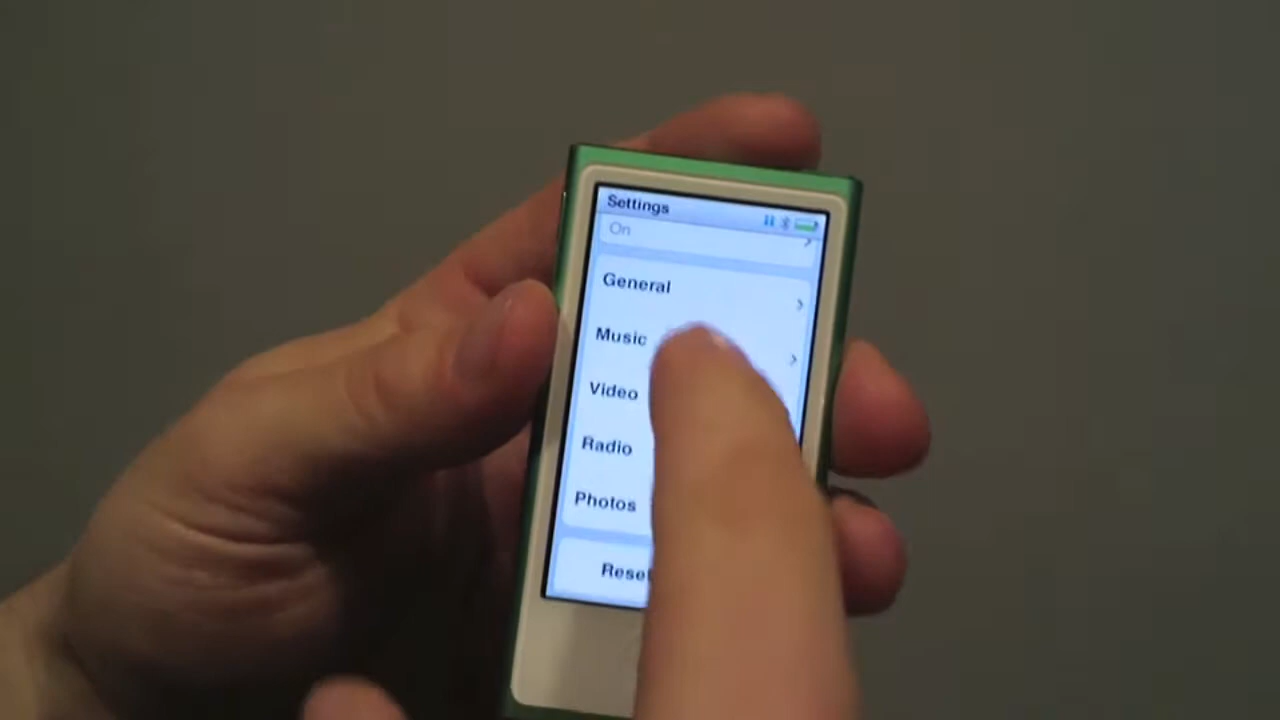 Settings
On
General
Music
Video
Radio
Photos
Reset